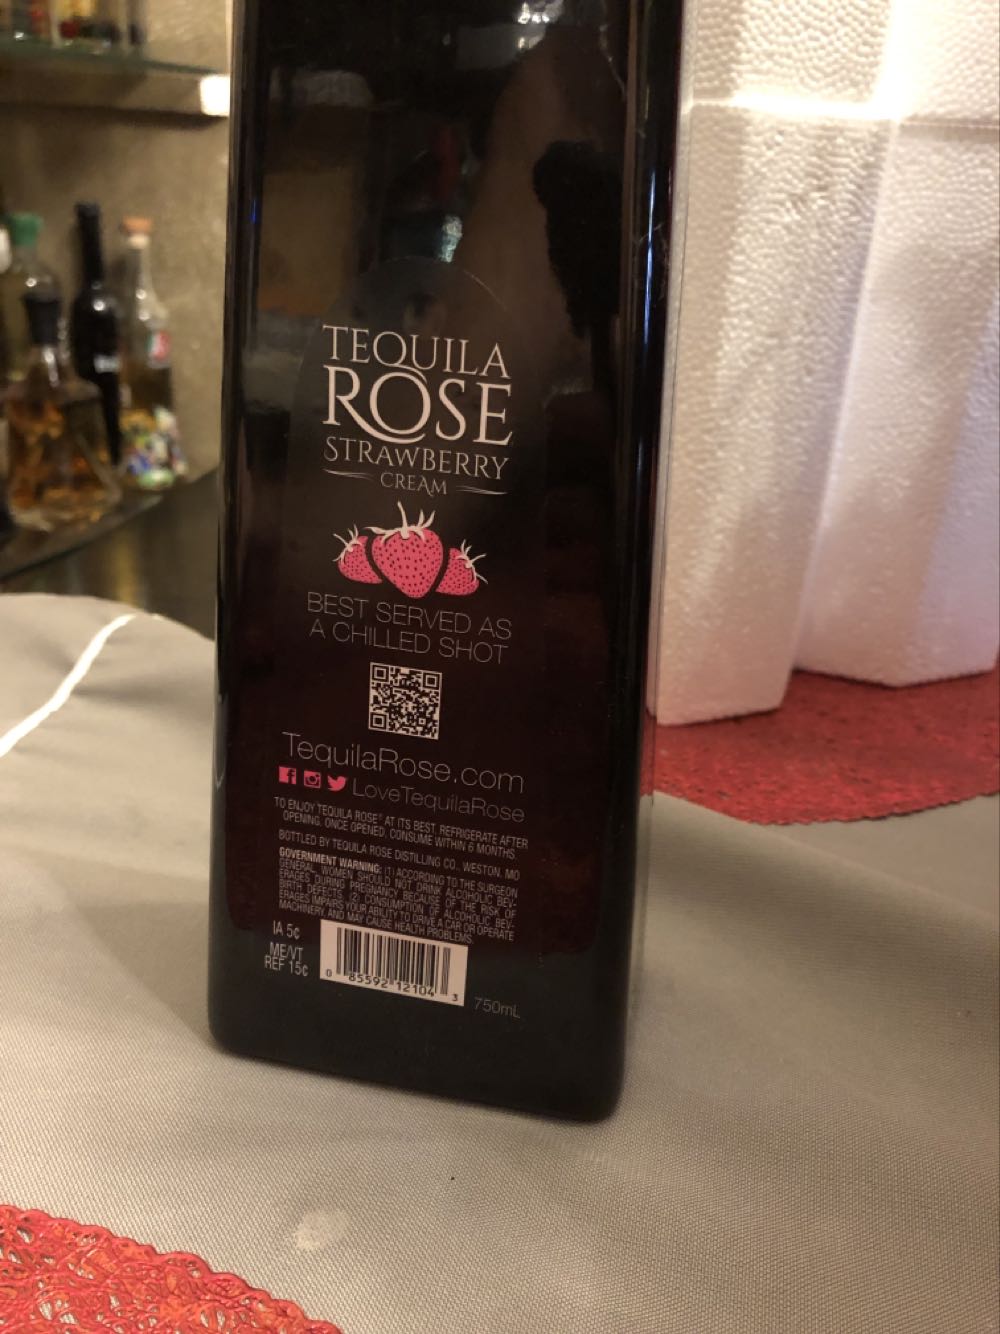 TEQUILA
ROSE
STRAWBERRY
CREAM
BEST SERVED AS
A CHILLED SHOT
TequilaRose.com
LoveTequilaRose
TO ENJOY TEQUILA ROSE® AT ITS BEST, REFRIGERATE AFTER
OPENING. ONCE OPENED, CONSUME WITHIN 6 MONTHS.
BOTTLED BY TEQUILA ROSE DISTILLING CO., WESTON, MO
GOVERNMENT WARNING: (1) ACCORDING TO THE SURGEON
GENERAL, WOMEN SHOULD NOT DRINK ALCOHOLIC BEV-
ERAGES DURING PREGNANCY BECAUSE OF THE RISK OF
BIRTH DEFECTS. (2) CONSUMPTION OF ALCOHOLIC BEV-
ERAGES IMPAIRS YOUR ABILITY TO DRIVE A CAR OR OPERATE
MACHINERY, AND MAY CAUSE HEALTH PROBLEMS.
IA 5¢
ME/VT
REF 15¢
0 85592 12104 3
750mL